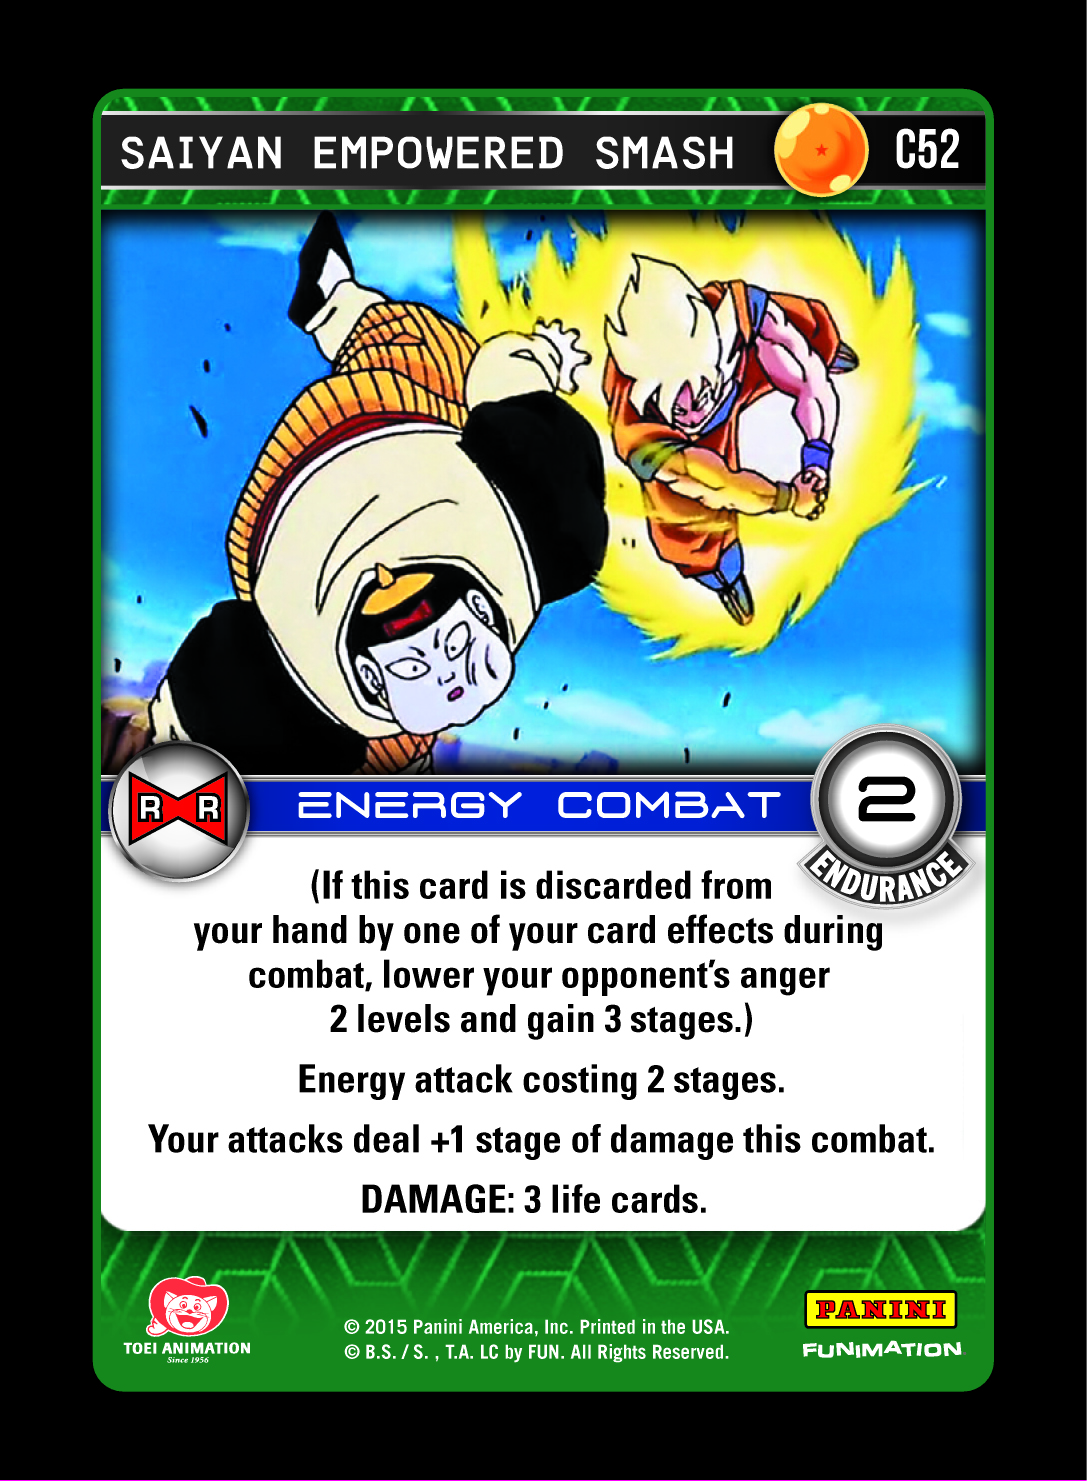 SAIYAN EMPOWERED SMASH
C52
R R
ENERGY COMBAT
2
ENDURANCE
(If this card is discarded from
your hand by one of your card effects during
combat, lower your opponent's anger
2 levels and gain 3 stages.)
Energy attack costing 2 stages.
Your attacks deal +1 stage of damage this combat.
DAMAGE: 3 life cards.
TOEI ANIMATION
Since 1956
© 2015 Panini America, Inc. Printed in the USA.
© B.S. / S. , T.A. LC by FUN. All Rights Reserved.
PANINI
FUNIMATION